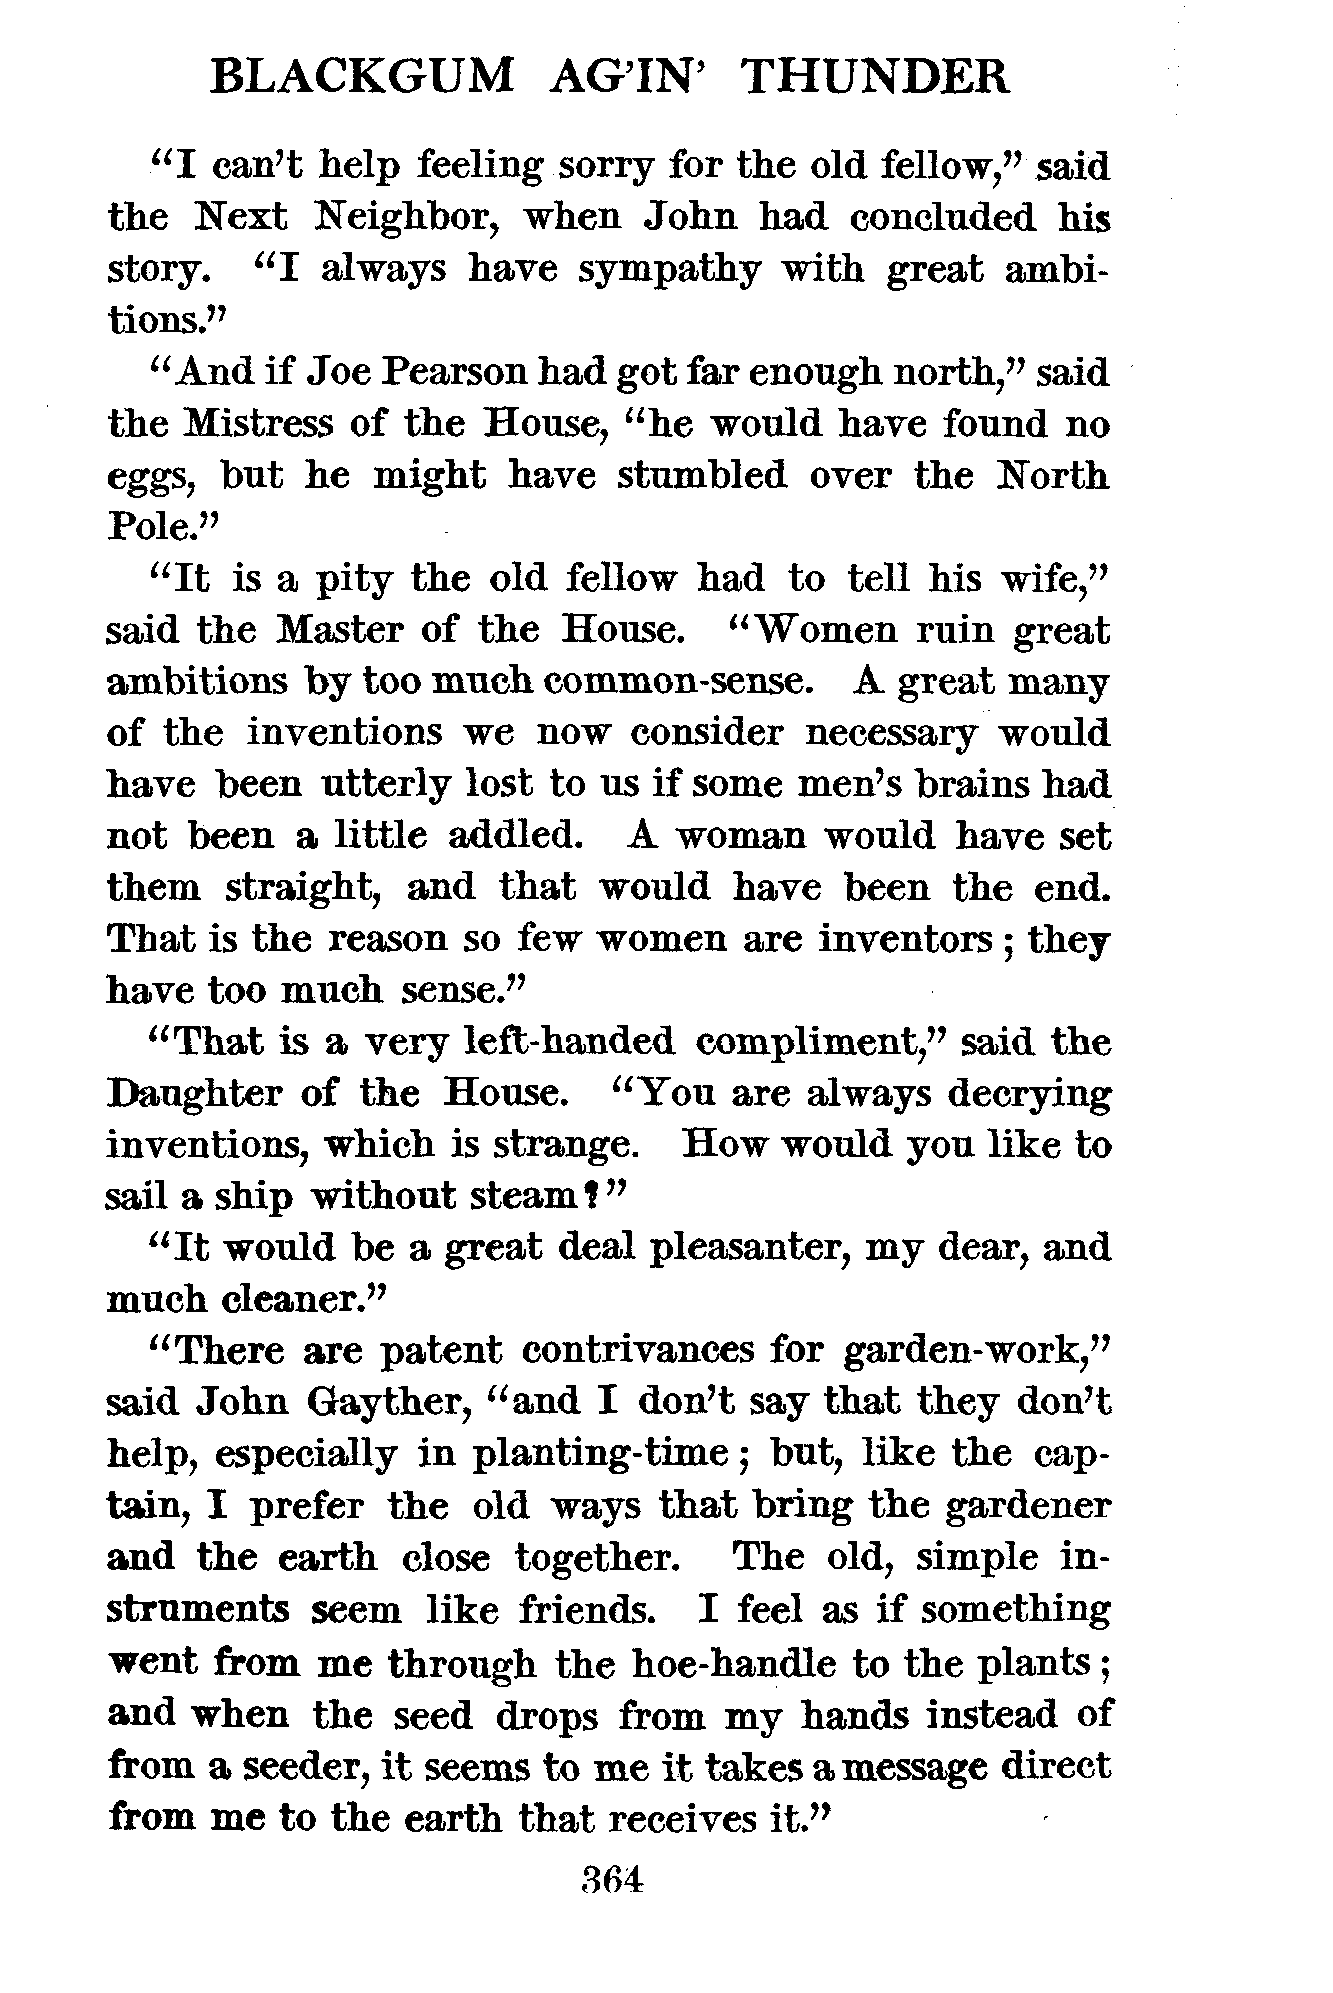 BLACKGUM AG'IN' THUNDER
"I can't help feeling sorry for the old fellow," said
the Next Neighbor, when John had concluded his
story. "I always have sympathy with great ambi-
tions."
"And if Joe Pearson had got far enough north," said
the Mistress of the House, "he would have found no
eggs, but he might have stumbled over the North
Pole."
"It is a pity the old fellow had to tell his wife,"
said the Master of the House. "Women ruin great
ambitions by too much common-sense. A great many
of the inventions we now consider necessary would
have been utterly lost to us if some men's brains had
not been a little addled. A woman would have set
them straight, and that would have been the end.
That is the reason so few women are inventors; they
have too much sense."
"That is a very left-handed compliment," said the
Daughter of the House. "You are always decrying
inventions, which is strange. How would you like to
sail a ship without steam?"
"It would be a great deal pleasanter, my dear, and
much cleaner."
"There are patent contrivances for garden-work,"
said John Gayther, "and I don't say that they don't
help, especially in planting-time; but, like the cap-
tain, I prefer the old ways that bring the gardener
and the earth close together. The old, simple in-
struments seem like friends. I feel as if something
went from me through the hoe-handle to the plants;
and when the seed drops from my hands instead of
from a seeder, it seems to me it takes a message direct
from me to the earth that receives it."
364